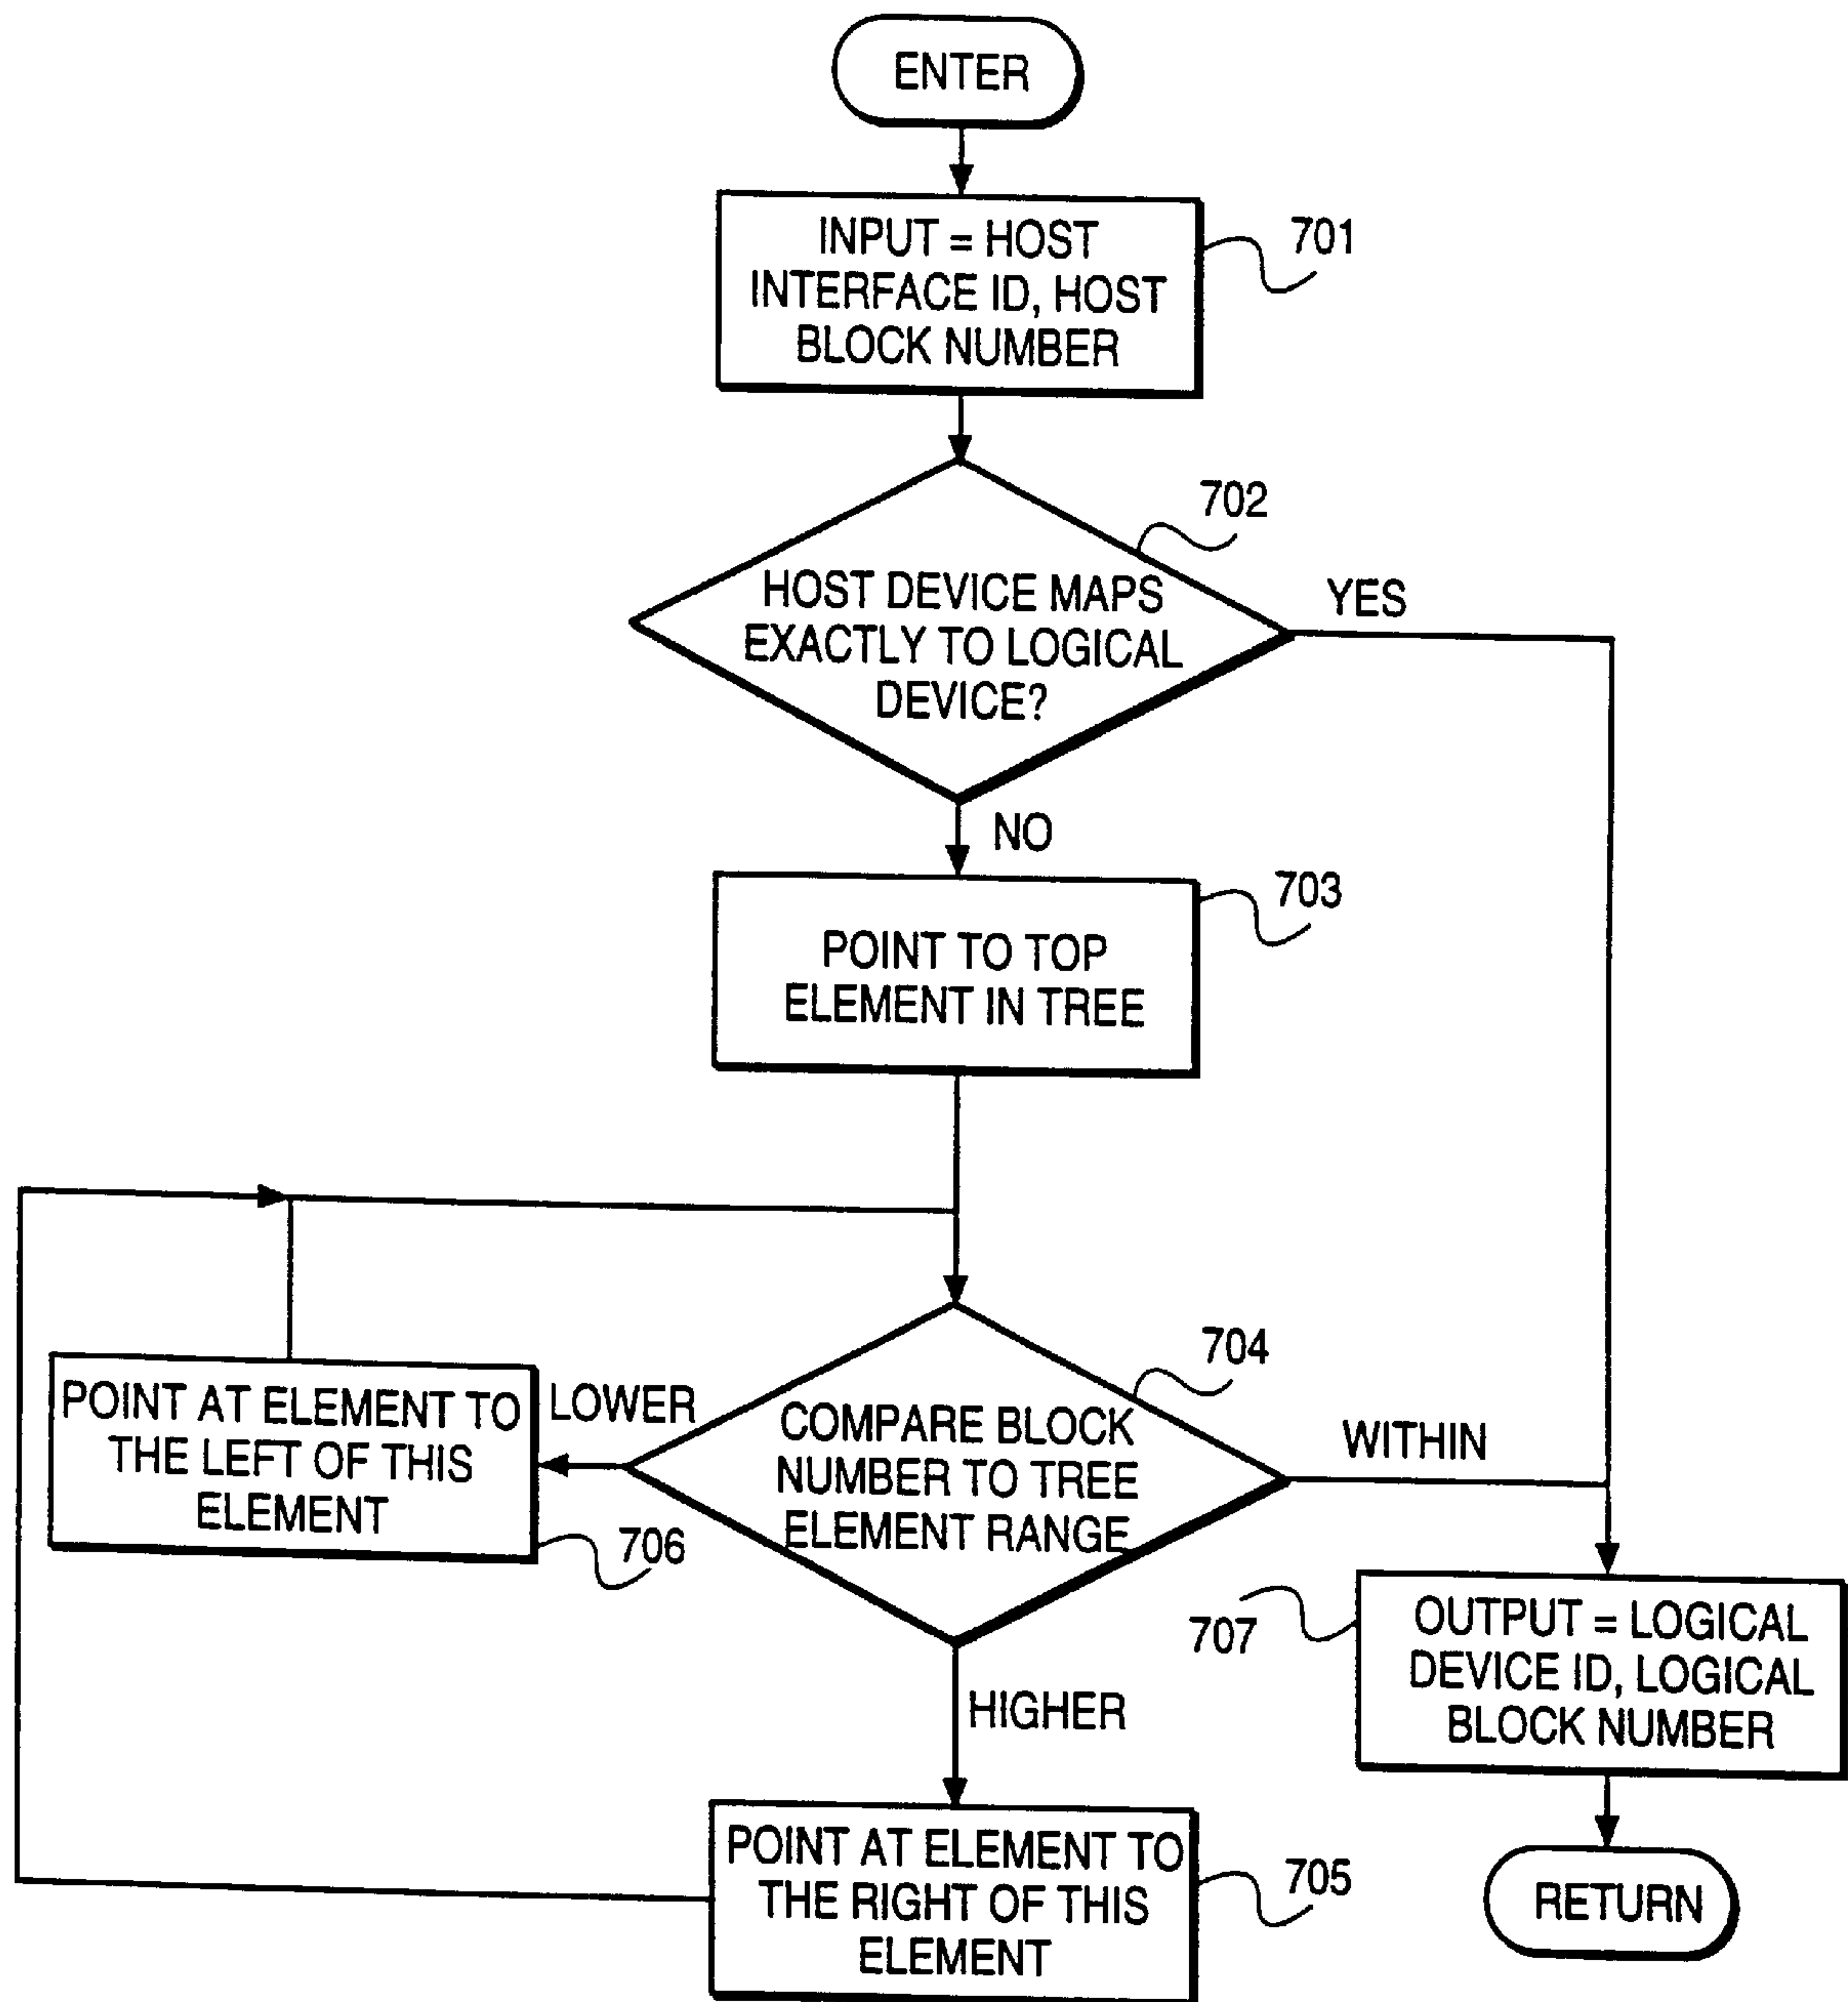 ENTER
INPUT = HOST
INTERFACE ID, HOST
BLOCK NUMBER
701
702
HOST DEVICE MAPS
EXACTLY TO LOGICAL
DEVICE?
YES
NO
703
POINT TO TOP
ELEMENT IN TREE
704
POINT AT ELEMENT TO
THE LEFT OF THIS
ELEMENT
706
LOWER
COMPARE BLOCK
NUMBER TO TREE
ELEMENT RANGE
WITHIN
707
OUTPUT = LOGICAL
DEVICE ID, LOGICAL
BLOCK NUMBER
HIGHER
POINT AT ELEMENT TO
THE RIGHT OF THIS
ELEMENT
705
RETURN